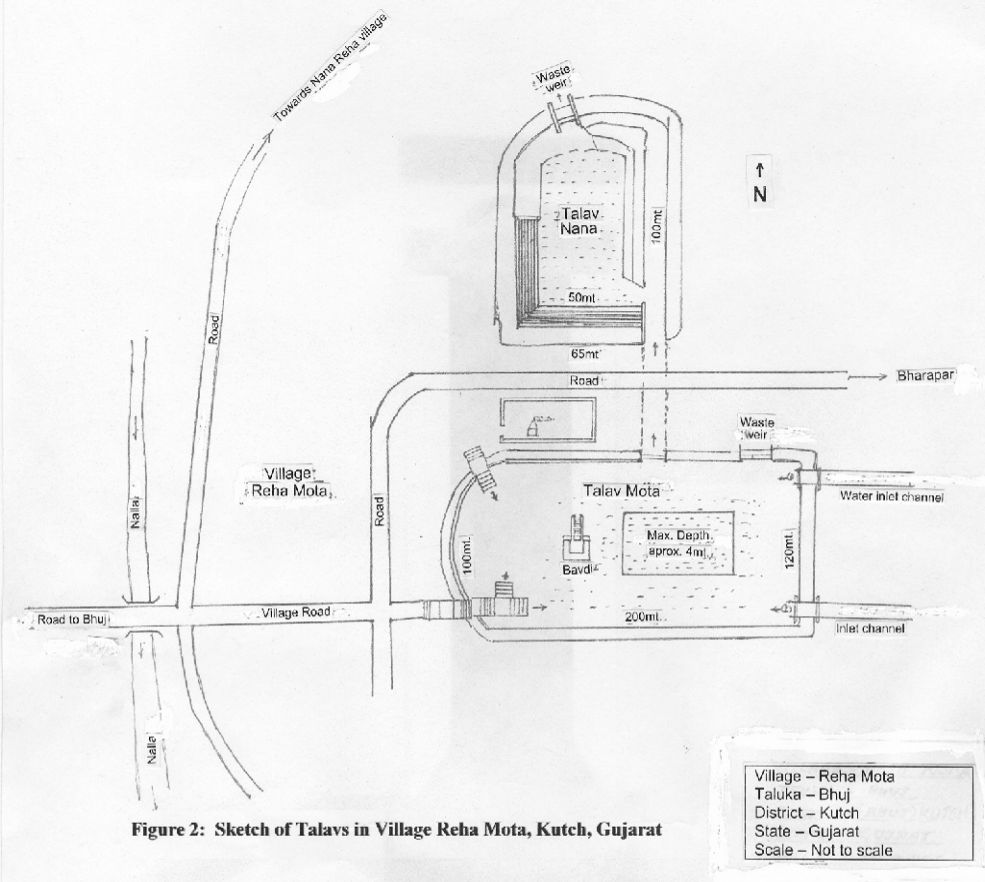 Towards Nana Reha village
Waste
weir
N
Talav
Nana
100mt
50mt
65mt
Road
Road
Bharapar
Waste
weir
Village
Reha Mota
Talav Mota
Water inlet channel
Nalla
Road
Max. Depth
aprox. 4mt.
100mt.
120mt.
Bavdi
Road to Bhuj
Village Road
200mt.
Inlet channel
Nalla
Village – Reha Mota
Taluka – Bhuj
District – Kutch
State – Gujarat
Scale – Not to scale
Figure 2: Sketch of Talavs in Village Reha Mota, Kutch, Gujarat